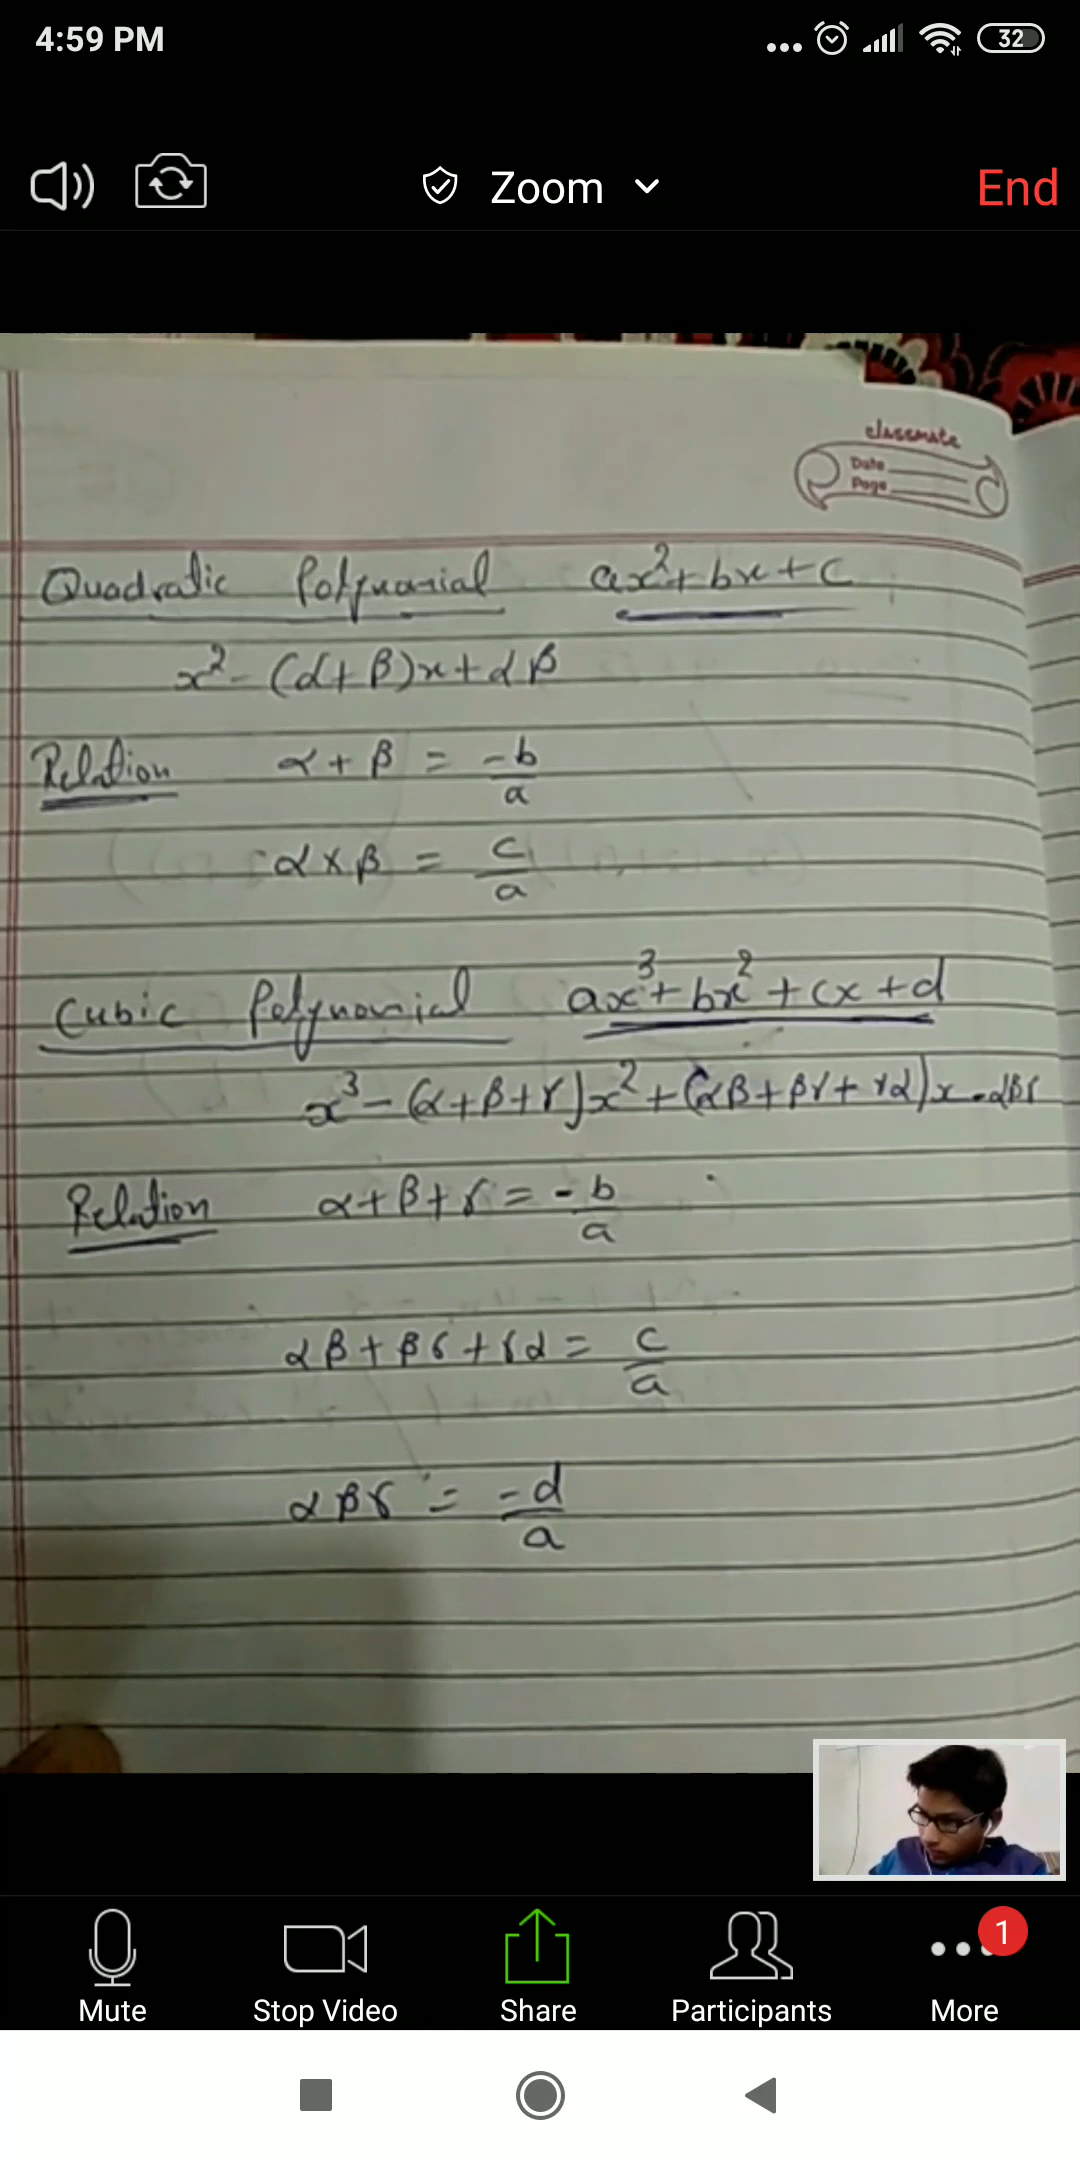 4:59 PM
32
Zoom
End
classmate
Date
Page
Quadratic Polynomial ax²+bx+c
x² - (α+β)x+αβ
Relation α+β = -b/a
α×β = c/a
Cubic Polynomial ax³+bx²+cx+d
x³-(α+β+γ)x²+(αβ+βγ+γα)x-αβγ
Relation α+β+γ = -b/a
αβ+βγ+γα = c/a
αβγ = -d/a
1
Mute Stop Video Share Participants More